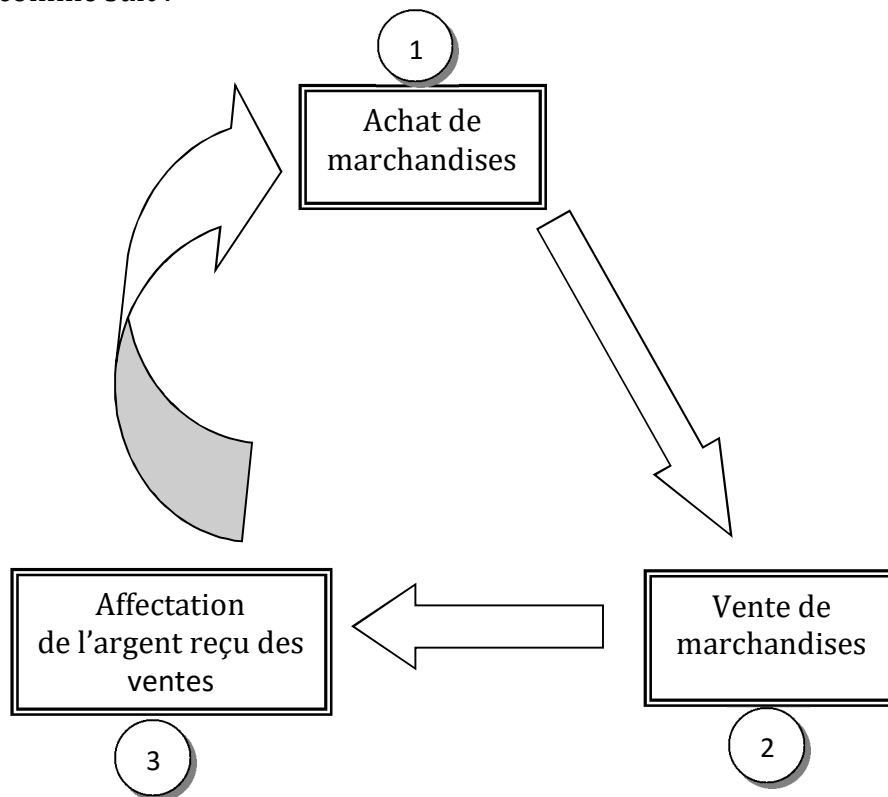 1
Achat de
marchandises
Vente de
marchandises
2
Affectation
de l'argent reçu des
ventes
3